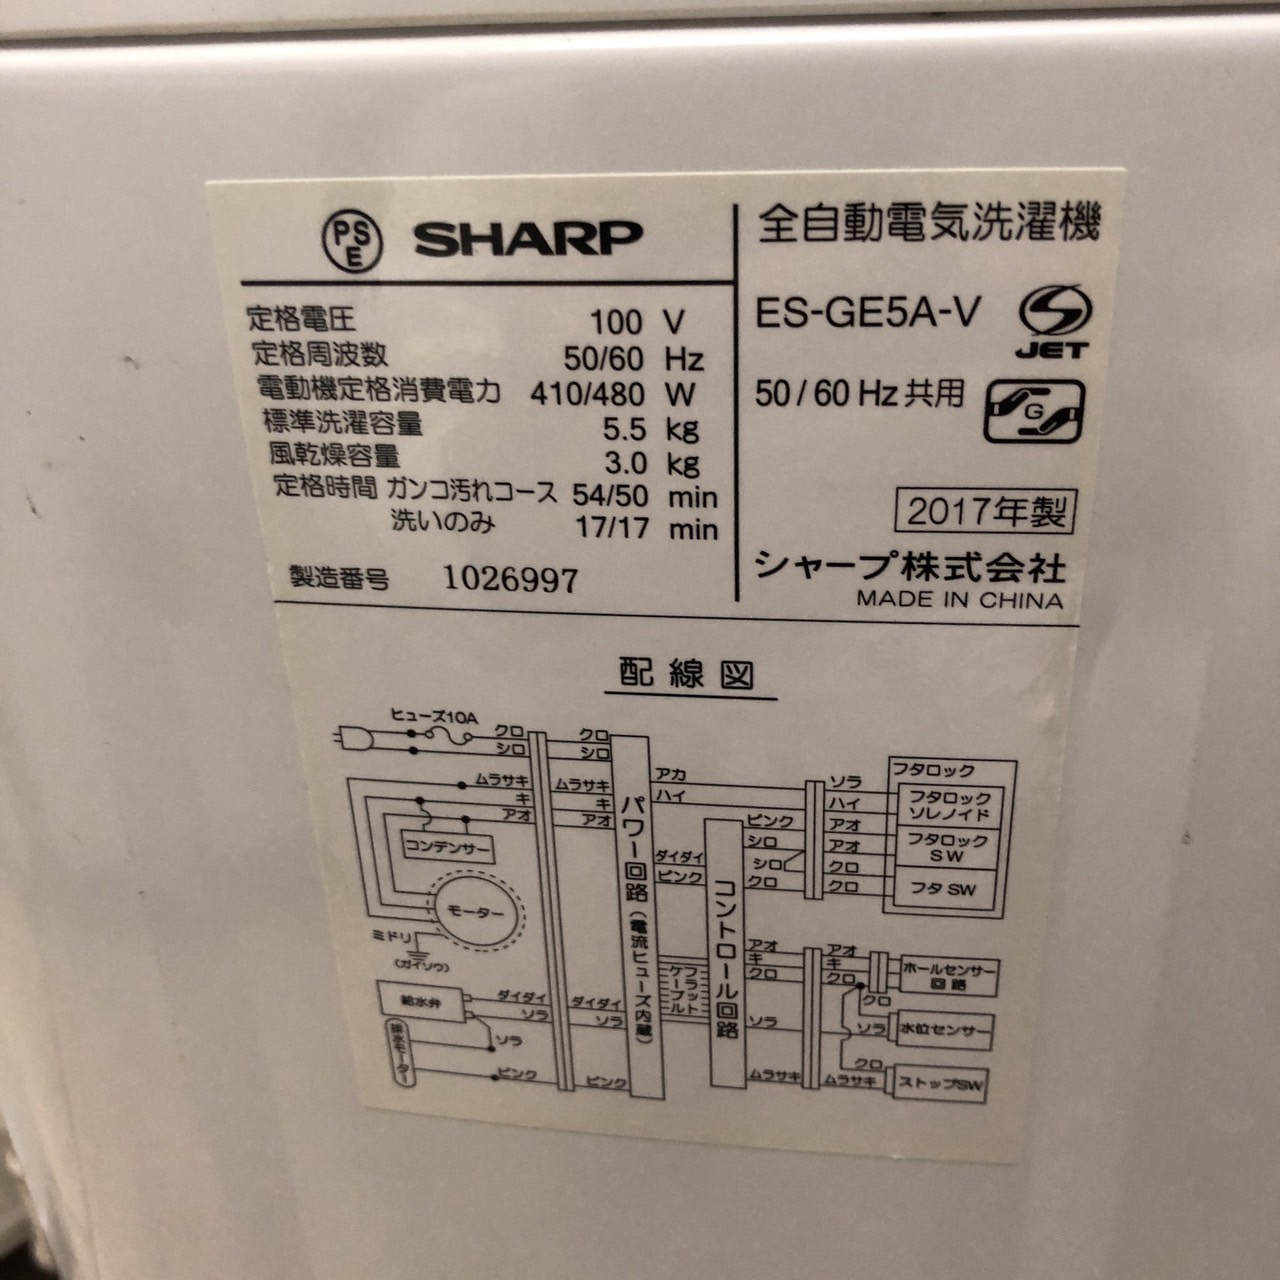 PSE SHARP
定格電圧 100 V
定格周波数 50/60 Hz
電動機定格消費電力 410/480 W
標準洗濯容量 5.5 kg
風乾燥容量 3.0 kg
定格時間 ガンコ汚れコース 54/50 min
洗いのみ 17/17 min
製造番号 1026997
全自動電気洗濯機
ES-GE5A-V
S JET
50/60 Hz 共用
G
2017年製
シャープ株式会社
MADE IN CHINA
配線図
ヒューズ10A
クロ クロ
シロ シロ
ムラサキ ムラサキ
キ キ
アオ アオ
コンデンサー
モーター
ミドリ
(ガイソウ)
給水弁
ダイダイ ダイダイ
ソラ ソラ
ソラ
排水モーター
ピンク ピンク
パワー回路(電流ヒューズ内蔵)
アカ
ハイ
ダイダイ
ピンク
フラットケーブル
コントロール回路
ピンク
シロ
シロ
クロ
ソラ
ハイ
アオ
アオ
クロ
クロ
フタロック
フタロック
ソレノイド
フタロック
SW
フタ SW
アオ アオ
キ キ
クロ クロ
クロ
ホールセンサー
回路
ソラ ソラ
水位センサー
クロ
ムラサキ ムラサキ
ストップSW